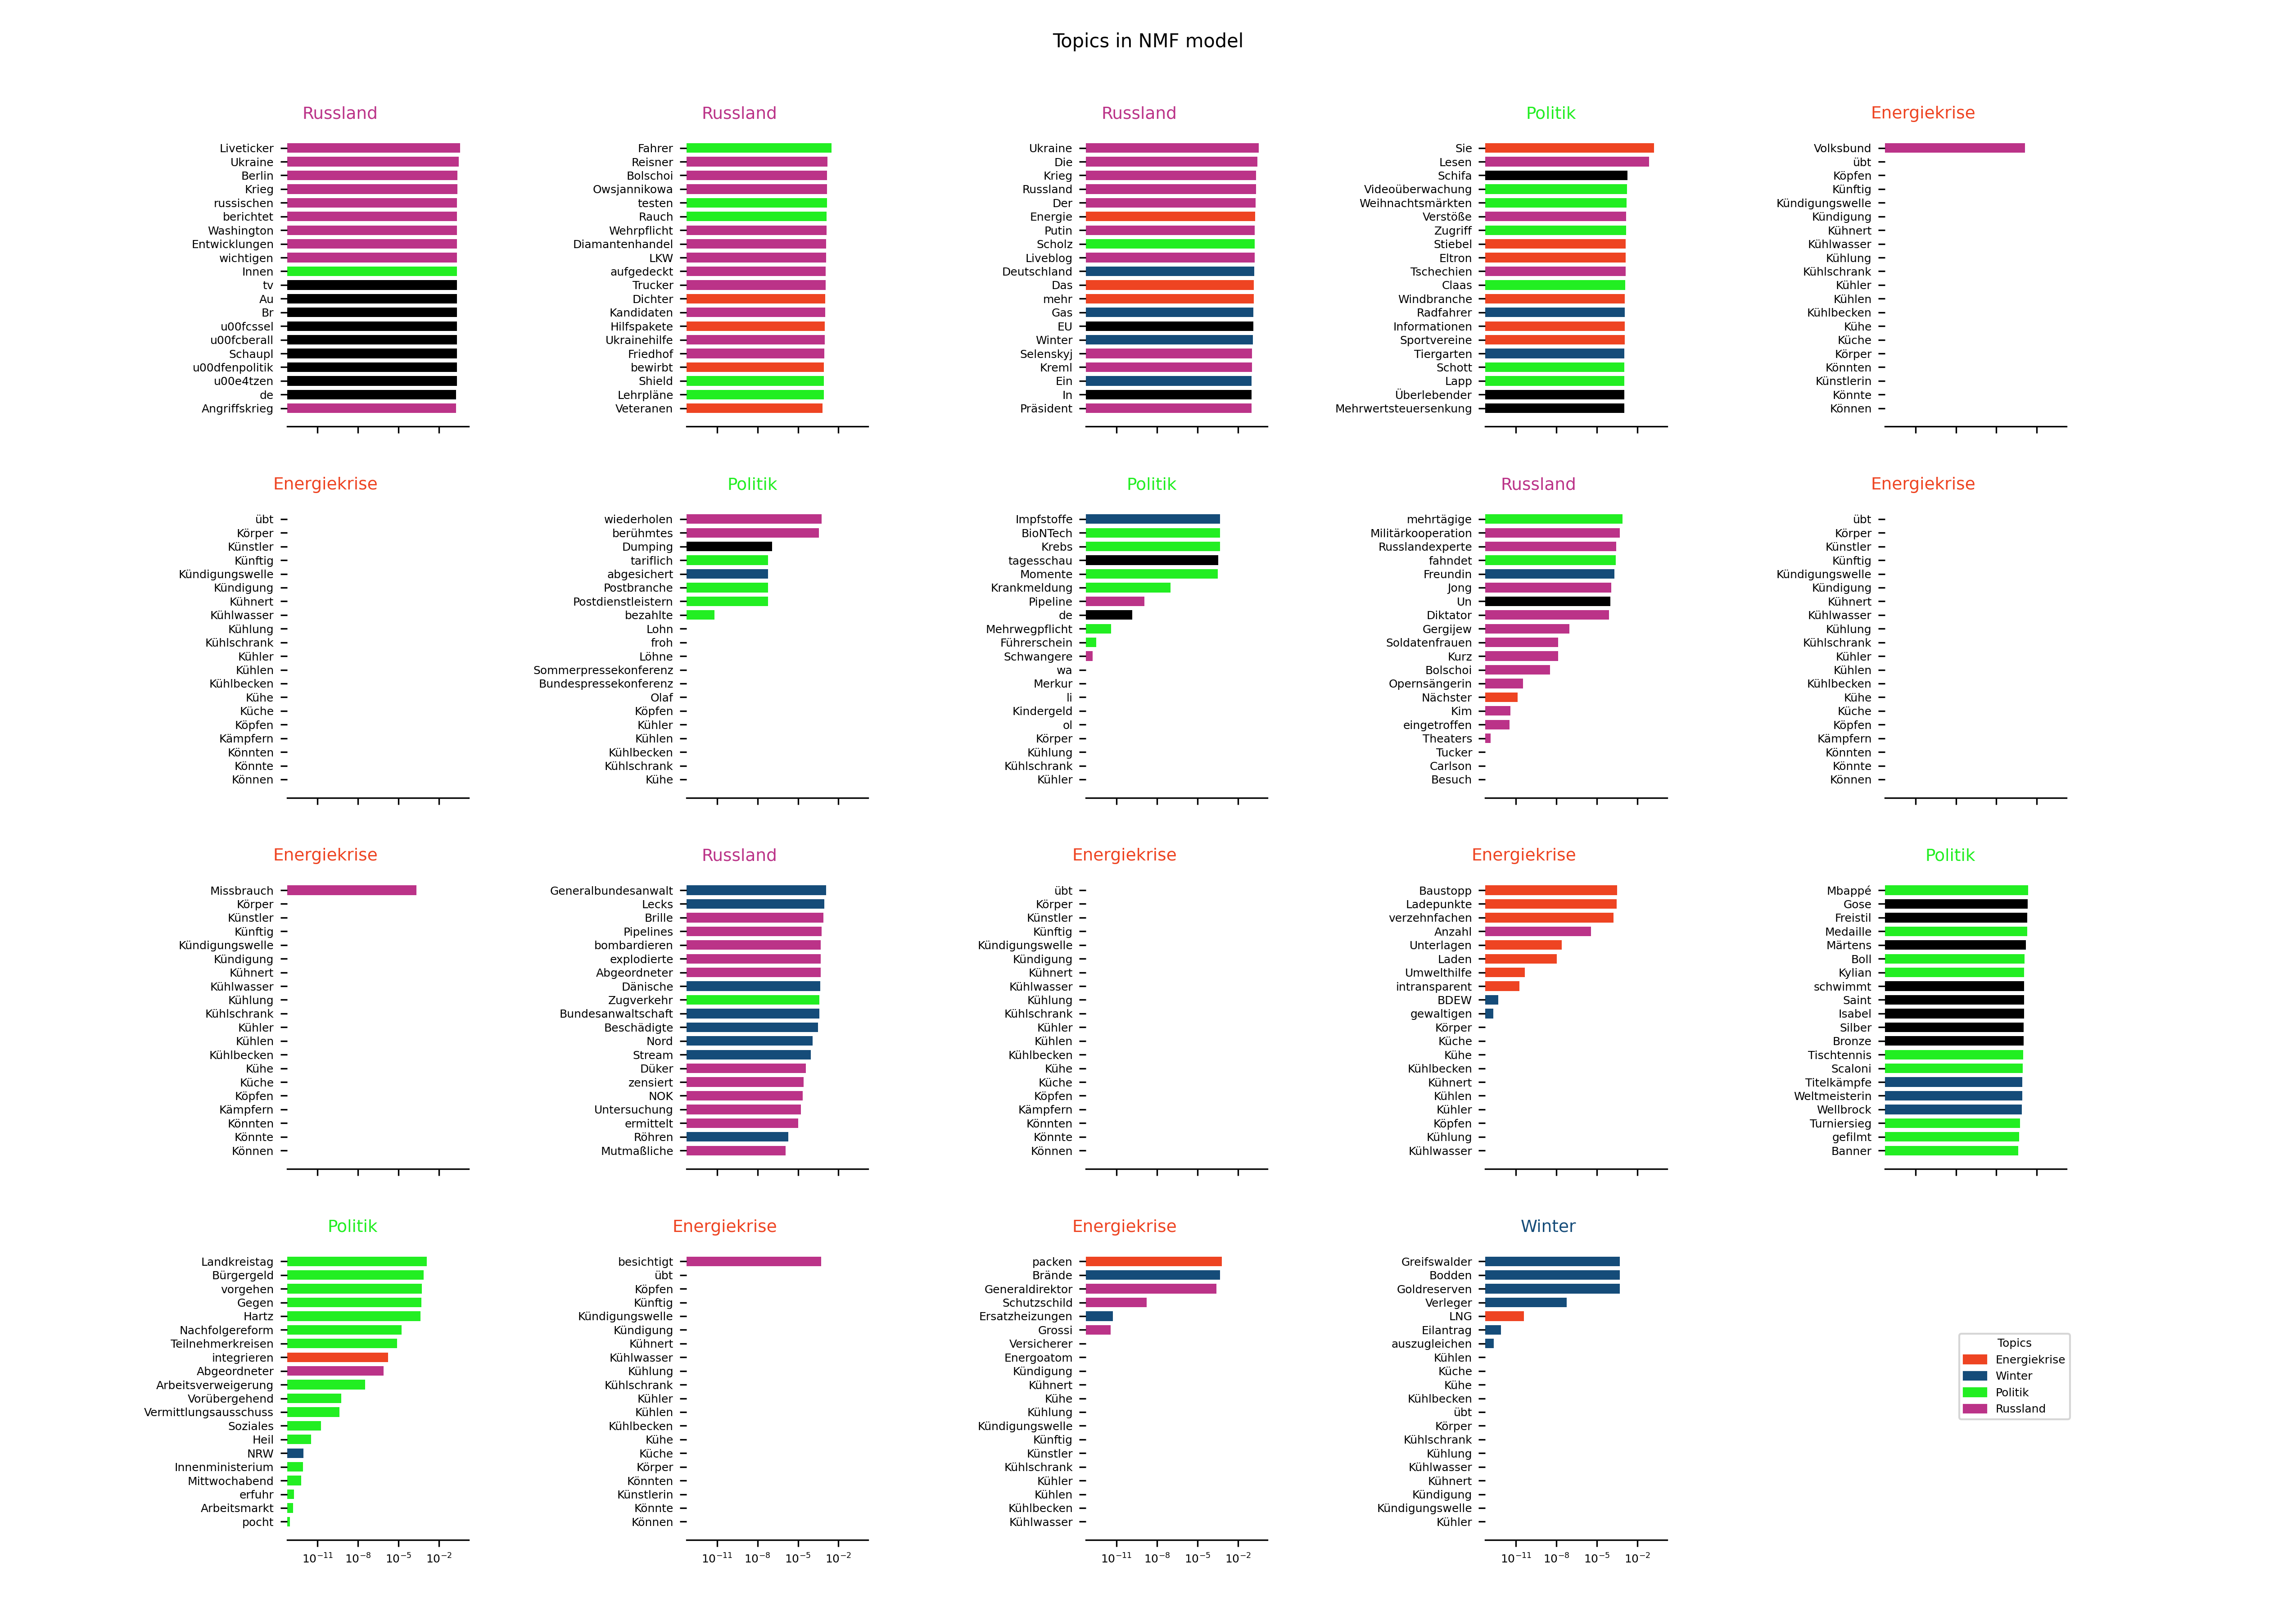 Topics in NMF model
Russland
Liveticker
Ukraine
Berlin
Krieg
russischen
berichtet
Washington
Entwicklungen
wichtigen
Innen
tv
Au
Br
u00fcssel
u00fcberall
Schaupl
u00dfenpolitik
u00e4tzen
de
Angriffskrieg
Russland
Fahrer
Reisner
Bolschoi
Owsjannikowa
testen
Rauch
Wehrpflicht
Diamantenhandel
LKW
aufgedeckt
Trucker
Dichter
Kandidaten
Hilfspakete
Ukrainehilfe
Friedhof
bewirbt
Shield
Lehrpläne
Veteranen
Russland
Ukraine
Die
Krieg
Russland
Der
Energie
Putin
Scholz
Liveblog
Deutschland
Das
mehr
Gas
EU
Winter
Selenskyj
Kreml
Ein
In
Präsident
Politik
Sie
Lesen
Schifa
Videoüberwachung
Weihnachtsmärkten
Verstöße
Zugriff
Stiebel
Eltron
Tschechien
Claas
Windbranche
Radfahrer
Informationen
Sportvereine
Tiergarten
Schott
Lapp
Überlebender
Mehrwertsteuersenkung
Energiekrise
Volksbund
übt
Köpfen
Künftig
Kündigungswelle
Kündigung
Kühnert
Kühlwasser
Kühlung
Kühlschrank
Kühler
Kühlen
Kühlbecken
Kühe
Küche
Körper
Könnten
Künstlerin
Könnte
Können
Energiekrise
übt
Körper
Künstler
Künftig
Kündigungswelle
Kündigung
Kühnert
Kühlwasser
Kühlung
Kühlschrank
Kühler
Kühlen
Kühlbecken
Kühe
Küche
Köpfen
Kämpfern
Könnten
Könnte
Können
Politik
wiederholen
berühmtes
Dumping
tariflich
abgesichert
Postbranche
Postdienstleistern
bezahlte
Lohn
froh
Löhne
Sommerpressekonferenz
Bundespressekonferenz
Olaf
Köpfen
Kühler
Kühlen
Kühlbecken
Kühlschrank
Kühe
Politik
Impfstoffe
BioNTech
Krebs
tagesschau
Momente
Krankmeldung
Pipeline
de
Mehrwegpflicht
Führerschein
Schwangere
wa
Merkur
li
Kindergeld
ol
Körper
Kühlung
Kühlschrank
Kühler
Russland
mehrtägige
Militärkooperation
Russlandexperte
fahndet
Freundin
Jong
Un
Diktator
Gergijew
Soldatenfrauen
Kurz
Bolschoi
Opernsängerin
Nächster
Kim
eingetroffen
Theaters
Tucker
Carlson
Besuch
Energiekrise
übt
Körper
Künstler
Künftig
Kündigungswelle
Kündigung
Kühnert
Kühlwasser
Kühlung
Kühlschrank
Kühler
Kühlen
Kühlbecken
Kühe
Küche
Köpfen
Kämpfern
Könnten
Könnte
Können
Energiekrise
Missbrauch
Körper
Künstler
Künftig
Kündigungswelle
Kündigung
Kühnert
Kühlwasser
Kühlung
Kühlschrank
Kühler
Kühlen
Kühlbecken
Kühe
Küche
Köpfen
Kämpfern
Könnten
Könnte
Können
Russland
Generalbundesanwalt
Lecks
Brille
Pipelines
bombardieren
explodierte
Abgeordneter
Dänische
Zugverkehr
Bundesanwaltschaft
Beschädigte
Nord
Stream
Düker
zensiert
NOK
Untersuchung
ermittelt
Röhren
Mutmaßliche
Energiekrise
übt
Körper
Künstler
Künftig
Kündigungswelle
Kündigung
Kühnert
Kühlwasser
Kühlung
Kühlschrank
Kühler
Kühlen
Kühlbecken
Kühe
Küche
Köpfen
Kämpfern
Könnten
Könnte
Können
Energiekrise
Baustopp
Ladepunkte
verzehnfachen
Anzahl
Unterlagen
Laden
Umwelthilfe
intransparent
BDEW
gewaltigen
Körper
Küche
Kühe
Kühlbecken
Kühnert
Kühlen
Kühler
Köpfen
Kühlung
Kühlwasser
Politik
Mbappé
Gose
Freistil
Medaille
Märtens
Boll
Kylian
schwimmt
Saint
Isabel
Silber
Bronze
Tischtennis
Scaloni
Titelkämpfe
Weltmeisterin
Wellbrock
Turniersieg
gefilmt
Banner
Politik
Landkreistag
Bürgergeld
vorgehen
Gegen
Hartz
Nachfolgereform
Teilnehmerkreisen
integrieren
Abgeordneter
Arbeitsverweigerung
Vorübergehend
Vermittlungsausschuss
Soziales
Heil
NRW
Innenministerium
Mittwochabend
erfuhr
Arbeitsmarkt
pocht
10⁻¹¹ 10⁻⁸ 10⁻⁵ 10⁻²
Energiekrise
besichtigt
übt
Köpfen
Künftig
Kündigungswelle
Kündigung
Kühnert
Kühlwasser
Kühlung
Kühlschrank
Kühler
Kühlen
Kühlbecken
Kühe
Küche
Körper
Könnten
Künstlerin
Könnte
Können
10⁻¹¹ 10⁻⁸ 10⁻⁵ 10⁻²
Energiekrise
packen
Brände
Generaldirektor
Schutzschild
Ersatzheizungen
Grossi
Versicherer
Energoatom
Kündigung
Kühnert
Kühe
Kühlung
Kündigungswelle
Künftig
Künstler
Kühlschrank
Kühler
Kühlen
Kühlbecken
Kühlwasser
10⁻¹¹ 10⁻⁸ 10⁻⁵ 10⁻²
Winter
Greifswalder
Bodden
Goldreserven
Verleger
LNG
Eilantrag
auszugleichen
Kühlen
Küche
Kühe
Kühlbecken
übt
Körper
Kühlschrank
Kühlung
Kühlwasser
Kühnert
Kündigung
Kündigungswelle
Kühler
10⁻¹¹ 10⁻⁸ 10⁻⁵ 10⁻²
Topics
Energiekrise
Winter
Politik
Russland